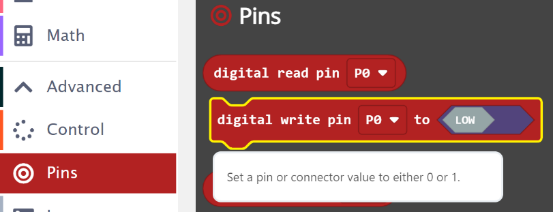 Math
Advanced
Control
Pins
Pins
digital read pin P0
digital write pin P0 to LOW
Set a pin or connector value to either 0 or 1.